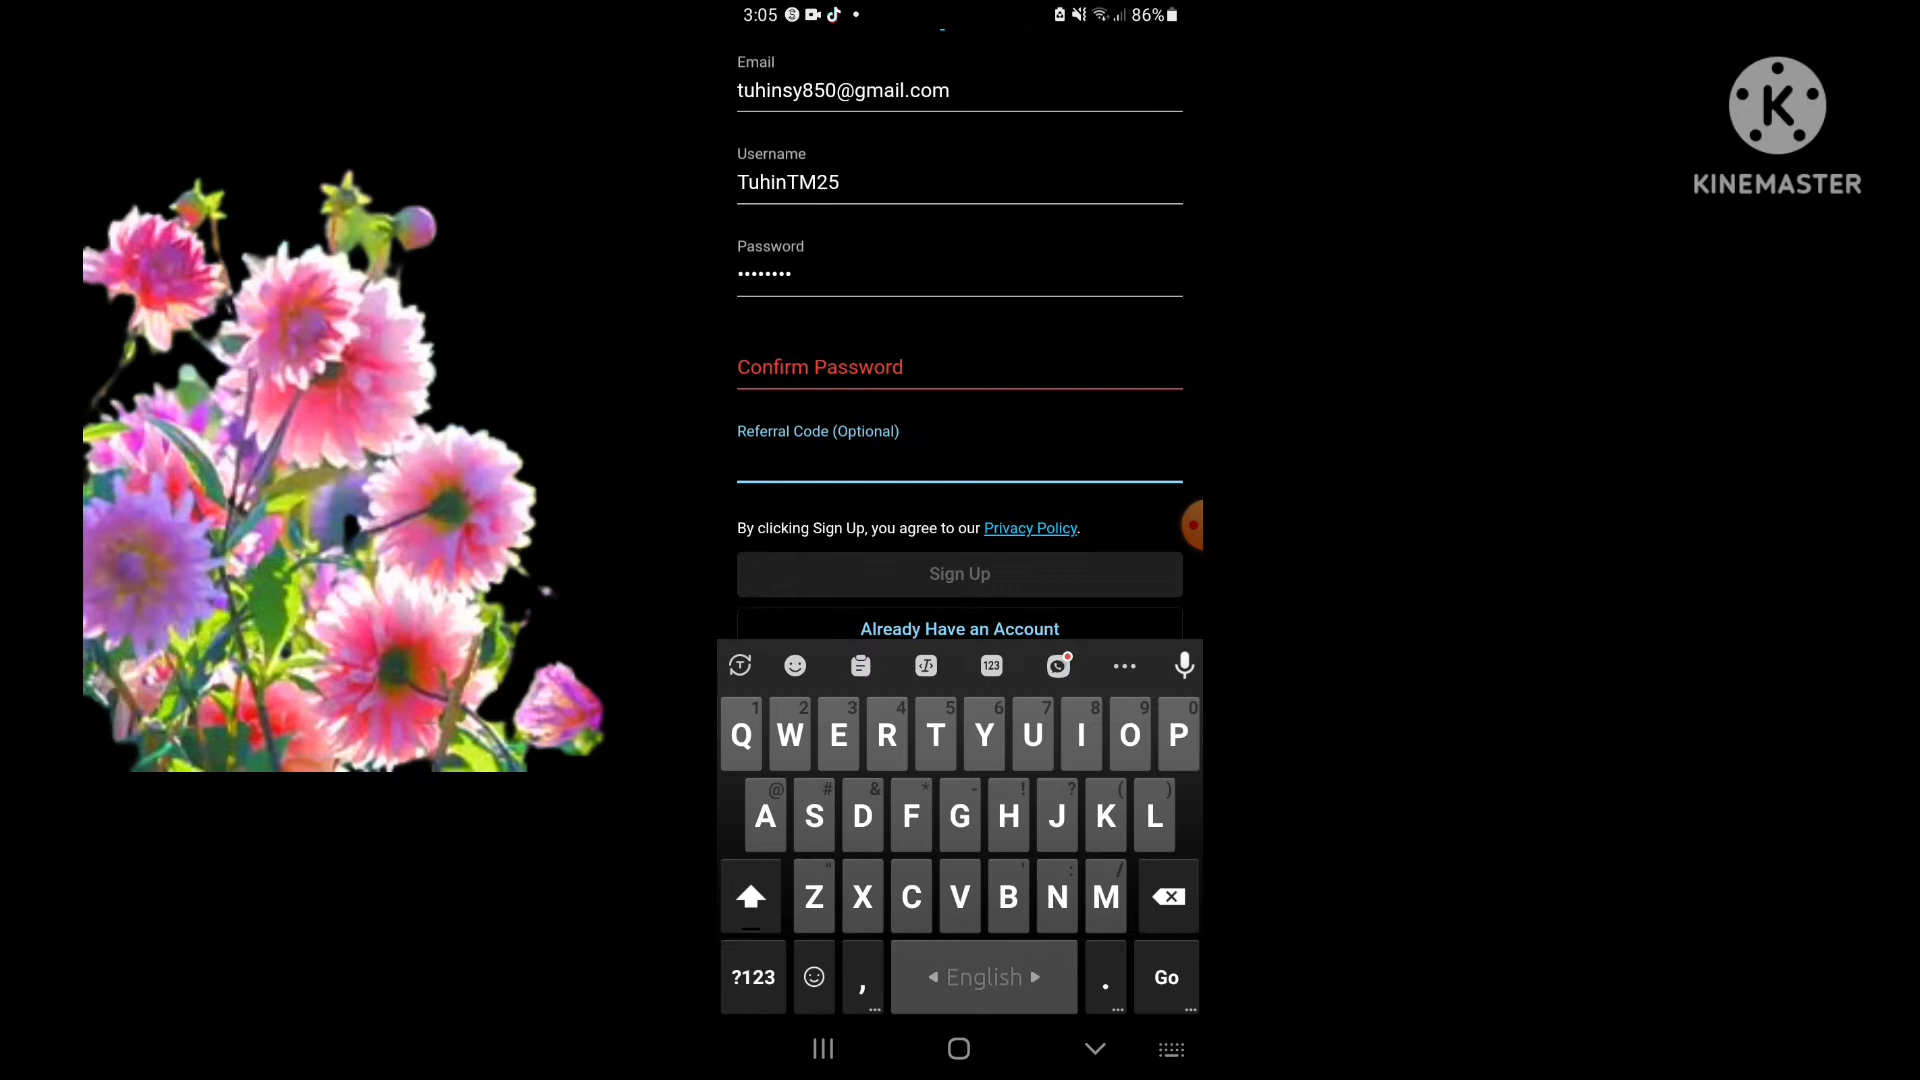 3:05
86%
KINEMASTER
Email
tuhinsy850@gmail.com
Username
TuhinTM25
Password
••••••••
Confirm Password
Referral Code (Optional)
By clicking Sign Up, you agree to our Privacy Policy.
Sign Up
Already Have an Account
1 2 3 4 5 6 7 8 9 0
Q W E R T Y U I O P
@ # & * - ! ? ( )
A S D F G H J K L
" ' : /
Z X C V B N M
?123 , ◄ English ► . Go